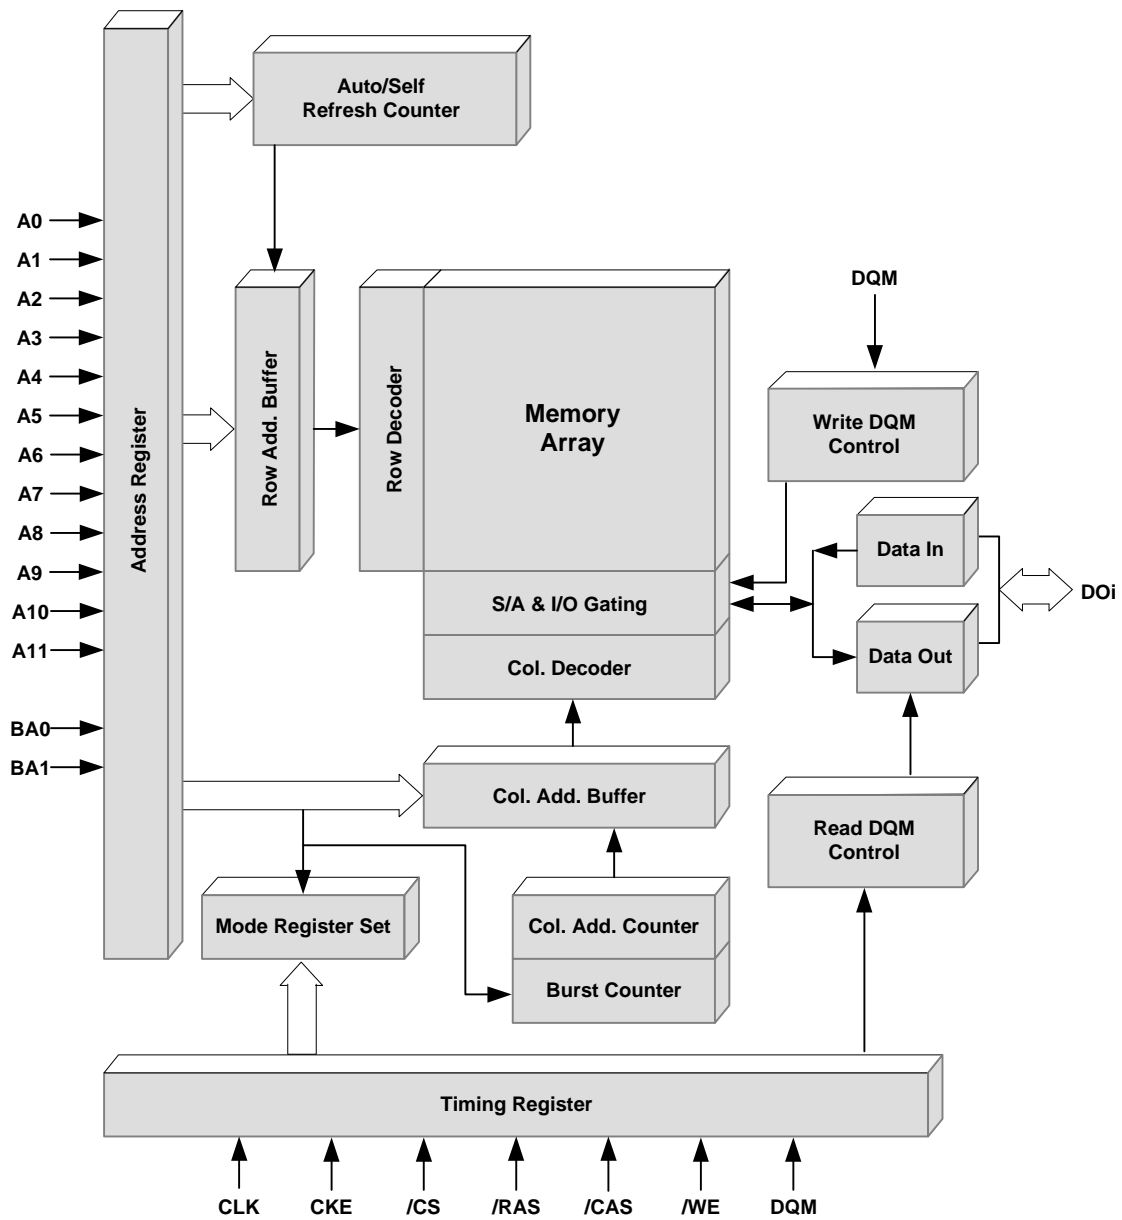 Auto/Self
Refresh Counter
A0
A1
A2
A3
A4
A5
A6
A7
A8
A9
A10
A11
BA0
BA1
Address Register
Row Add. Buffer
Row Decoder
Memory
Array
DQM
Write DQM
Control
Data In
S/A & I/O Gating
DOi
Data Out
Col. Decoder
Col. Add. Buffer
Read DQM
Control
Mode Register Set
Col. Add. Counter
Burst Counter
Timing Register
CLK
CKE
/CS
/RAS
/CAS
/WE
DQM